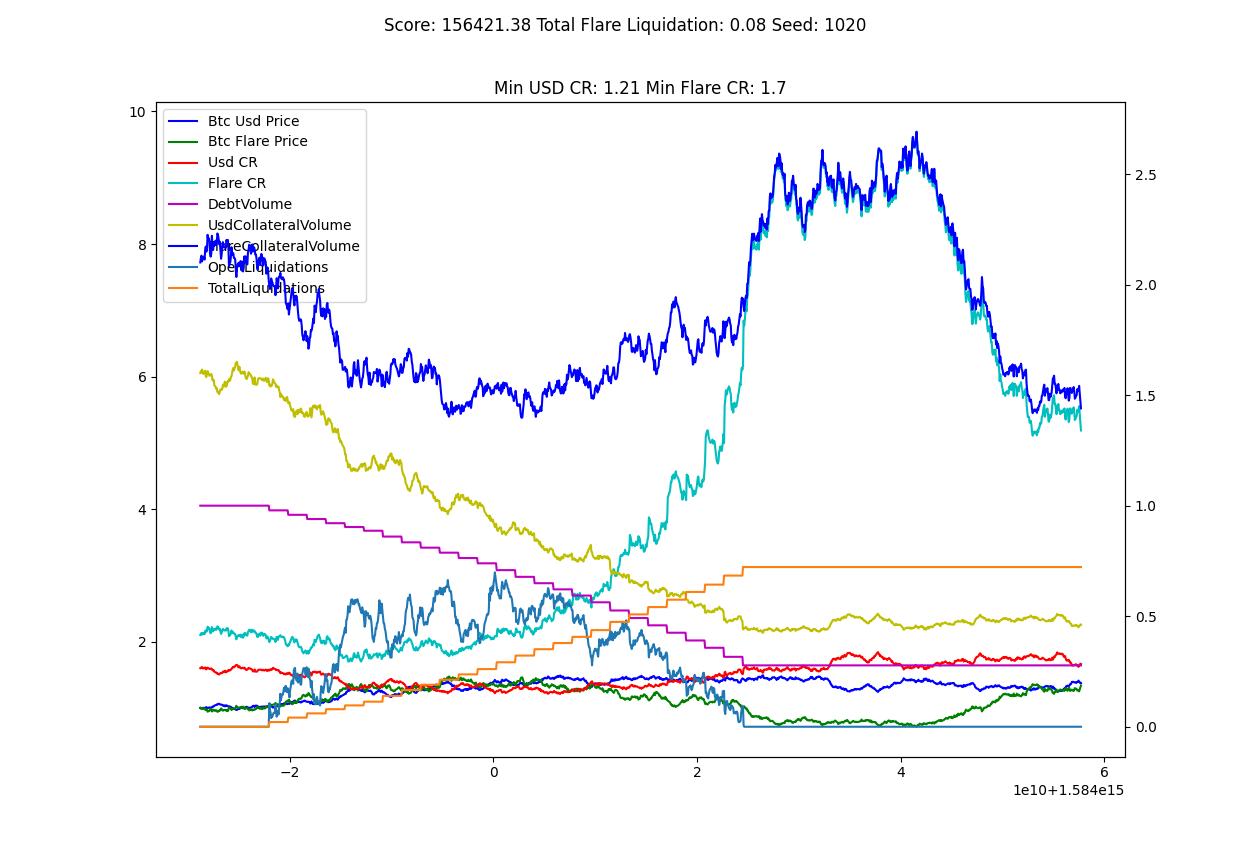 Score: 156421.38 Total Flare Liquidation: 0.08 Seed: 1020
Min USD CR: 1.21 Min Flare CR: 1.7
Btc Usd Price
Btc Flare Price
Usd CR
Flare CR
DebtVolume
UsdCollateralVolume
FlareCollateralVolume
OpenLiquidations
TotalLiquidations
10
8
6
4
2
2.5
2.0
1.5
1.0
0.5
0.0
−2
0
2
4
6
1e10+1.584e15